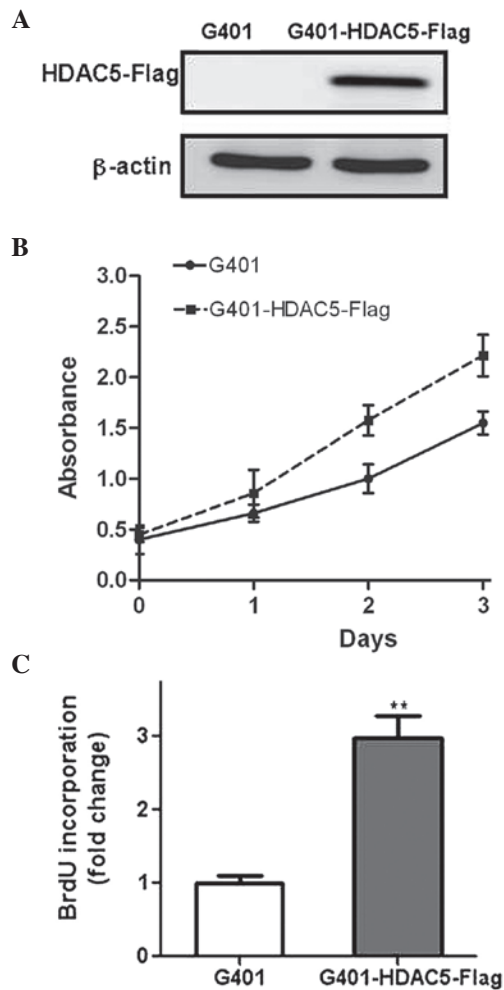 A
G401 G401-HDAC5-Flag
HDAC5-Flag
β-actin
B
3.0
2.5
2.0
1.5
1.0
0.5
0.0
Absorbance
G401
G401-HDAC5-Flag
0 1 2 3
Days
C
BrdU incorporation
(fold change)
3
2
1
0
**
G401 G401-HDAC5-Flag